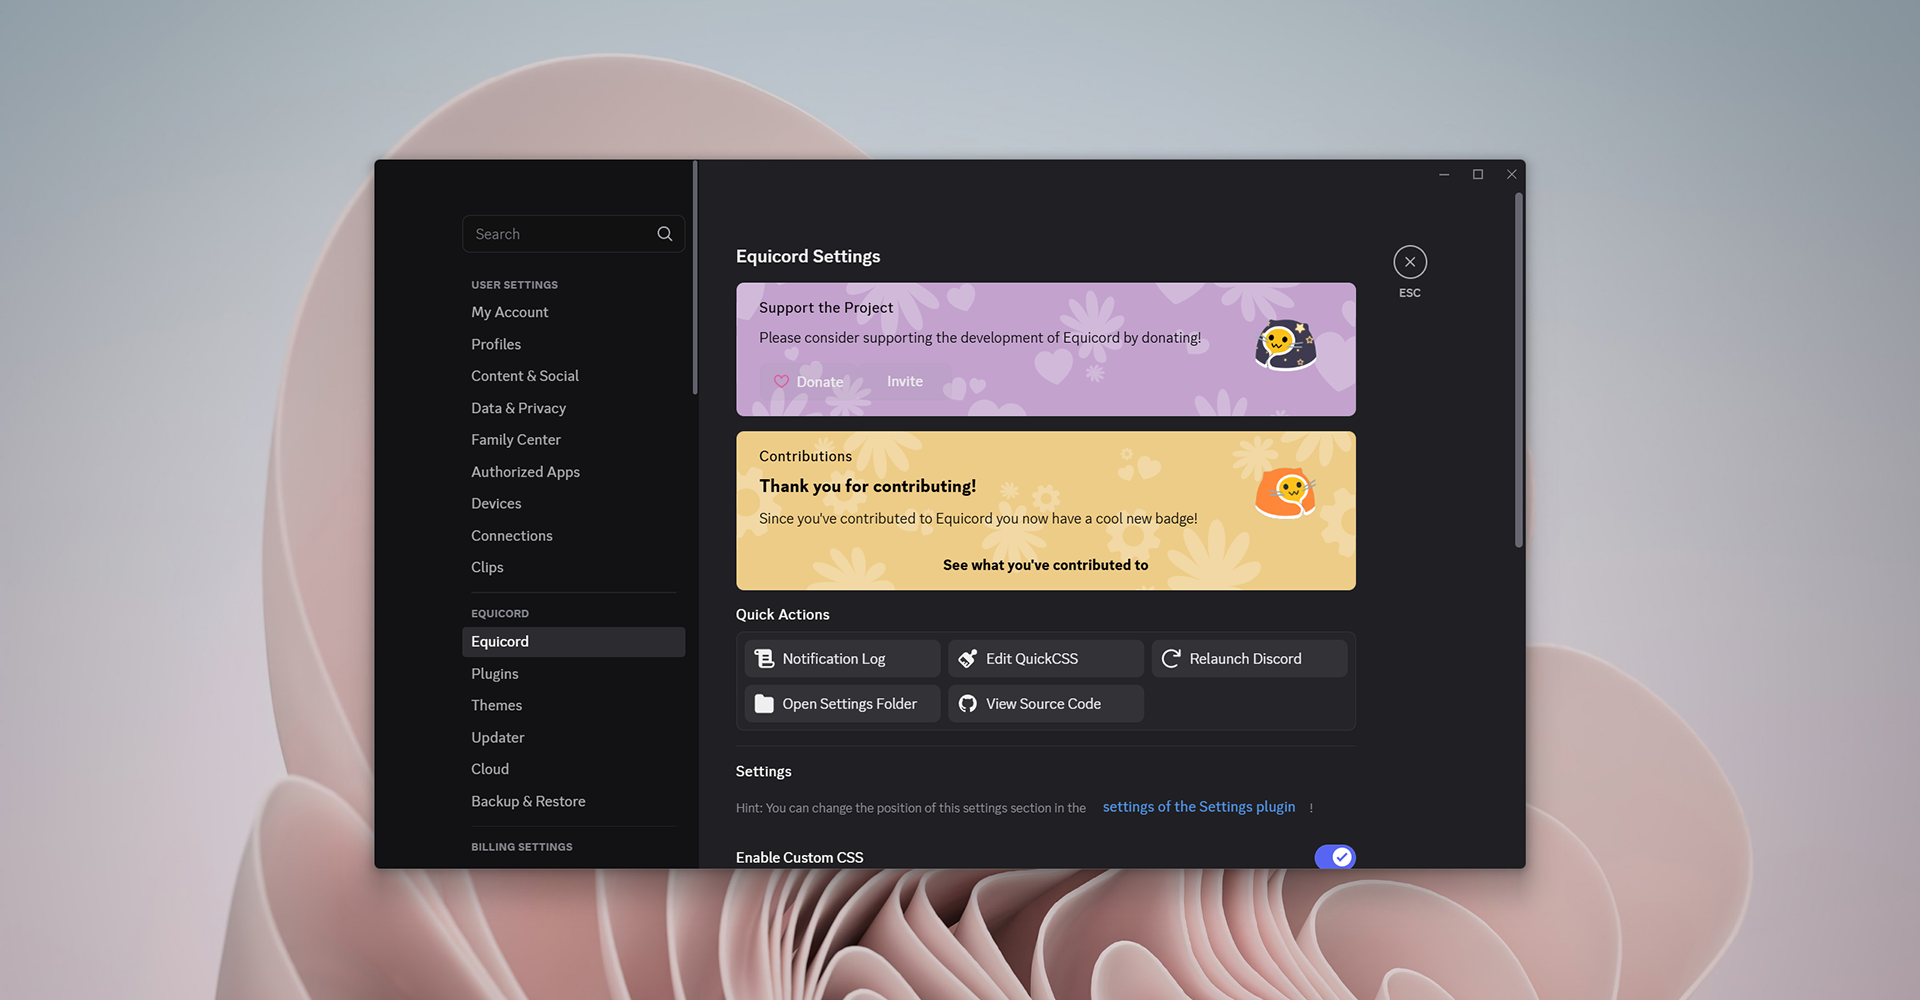 Search
USER SETTINGS
My Account
Profiles
Content & Social
Data & Privacy
Family Center
Authorized Apps
Devices
Connections
Clips
EQUICORD
Equicord
Plugins
Themes
Updater
Cloud
Backup & Restore
BILLING SETTINGS
Equicord Settings
ESC
Support the Project
Please consider supporting the development of Equicord by donating!
Donate
Invite
Contributions
Thank you for contributing!
Since you've contributed to Equicord you now have a cool new badge!
See what you've contributed to
Quick Actions
Notification Log
Edit QuickCSS
Relaunch Discord
Open Settings Folder
View Source Code
Settings
Hint: You can change the position of this settings section in the settings of the Settings plugin !
Enable Custom CSS